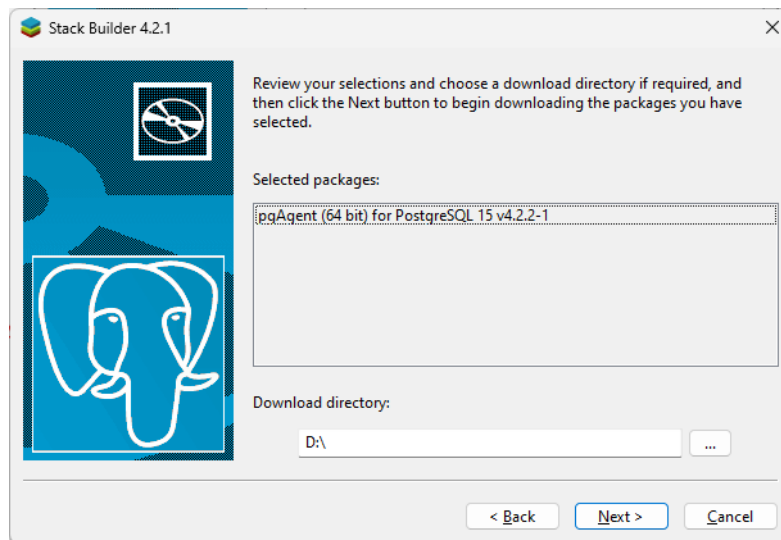 Stack Builder 4.2.1
Review your selections and choose a download directory if required, and
then click the Next button to begin downloading the packages you have
selected.
Selected packages:
pgAgent (64 bit) for PostgreSQL 15 v4.2.2-1
Download directory:
D:\
...
< Back
Next >
Cancel